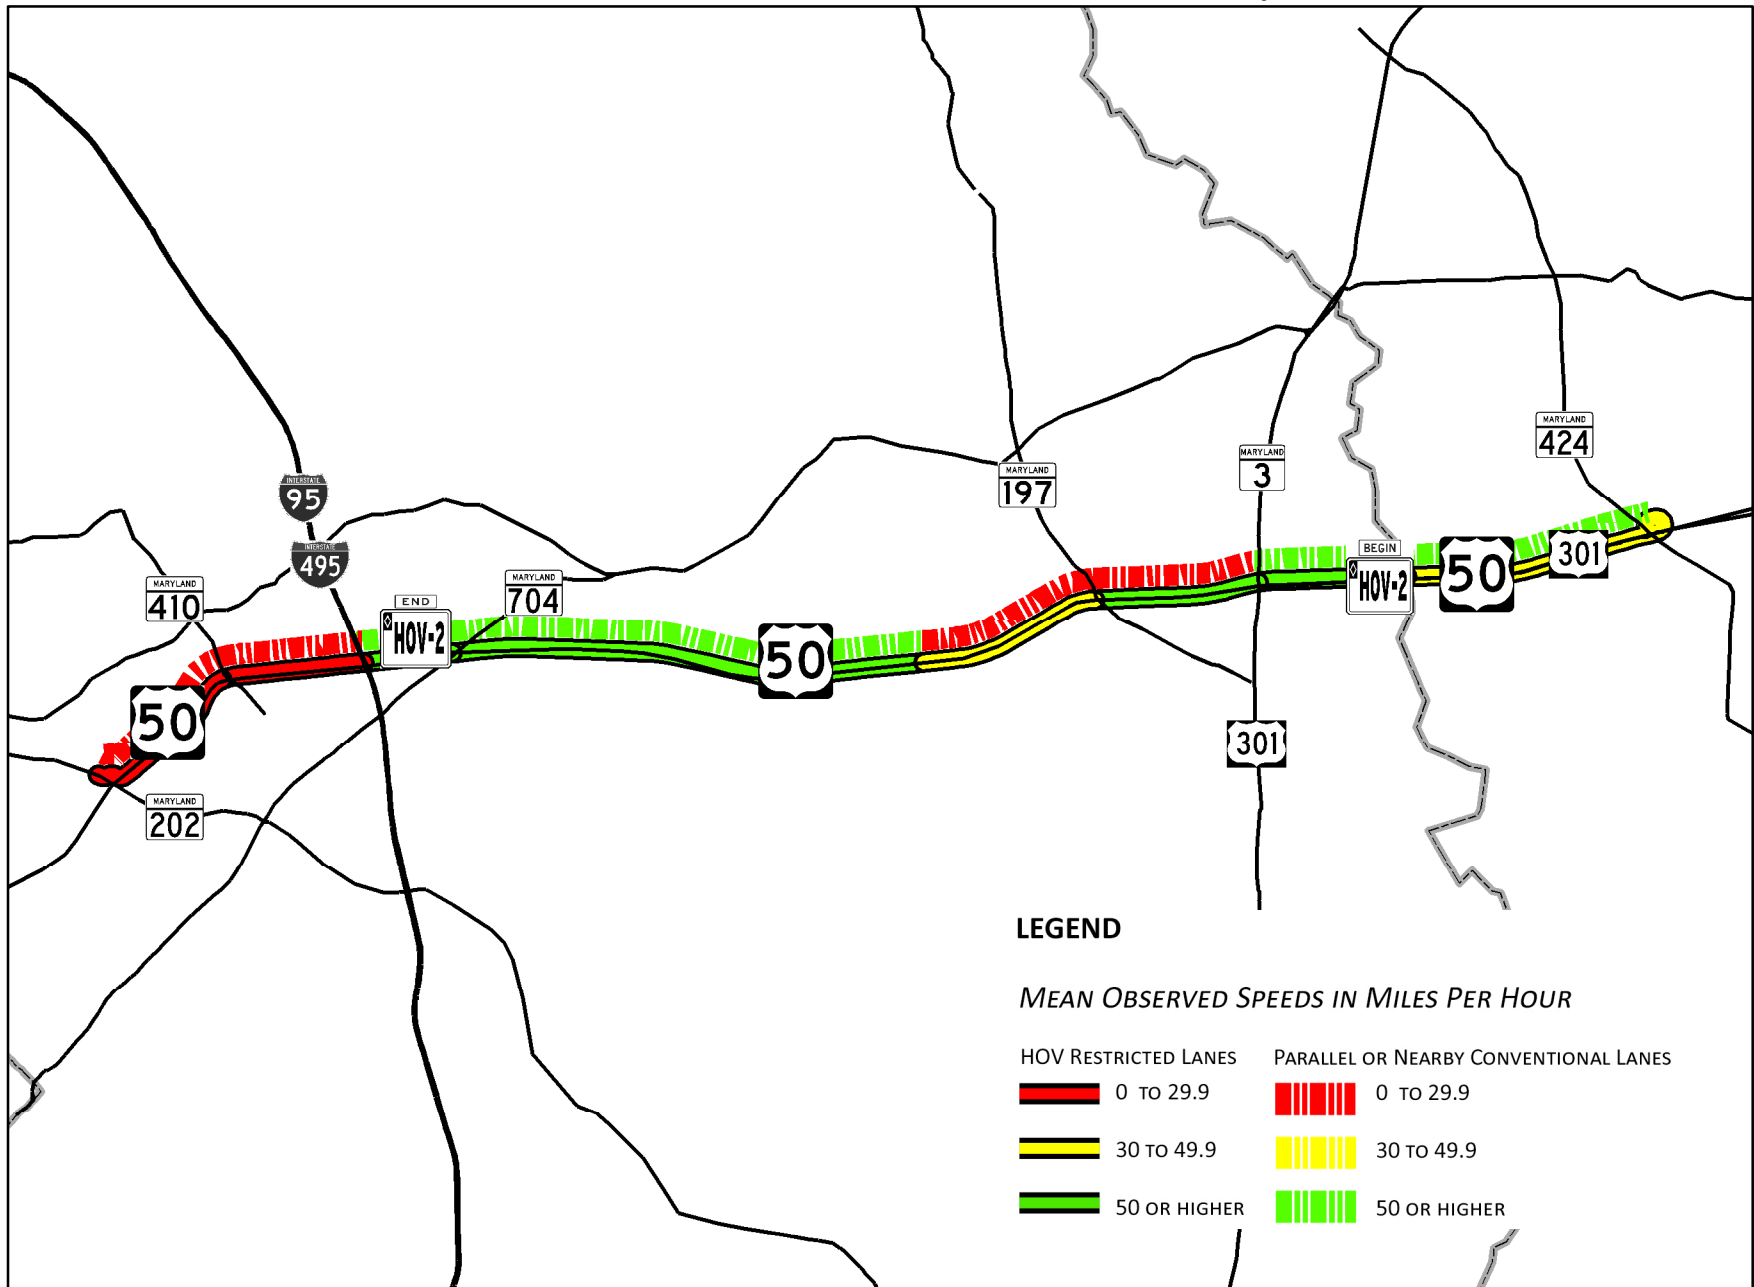 MARYLAND
424
MARYLAND
3
MARYLAND
197
INTERSTATE
95
INTERSTATE
495
BEGIN
HOV-2
50
301
MARYLAND
410
END
HOV-2
MARYLAND
704
50
50
301
MARYLAND
202
LEGEND
MEAN OBSERVED SPEEDS IN MILES PER HOUR
HOV RESTRICTED LANES PARALLEL OR NEARBY CONVENTIONAL LANES
0 TO 29.9 0 TO 29.9
30 TO 49.9 30 TO 49.9
50 OR HIGHER 50 OR HIGHER